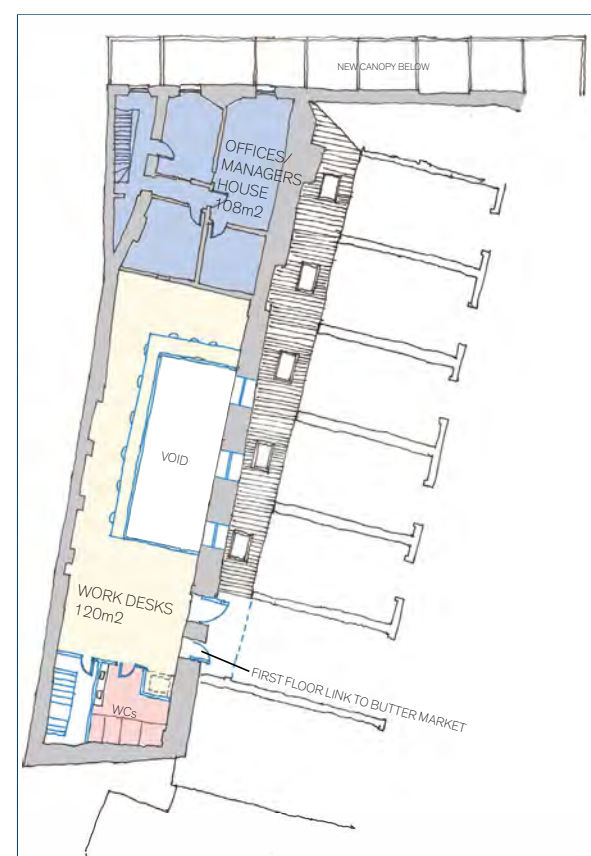 NEW CANOPY BELOW
OFFICES/
MANAGERS
HOUSE
108m2
VOID
WORK DESKS
120m2
FIRST FLOOR LINK TO BUTTER MARKET
WCs